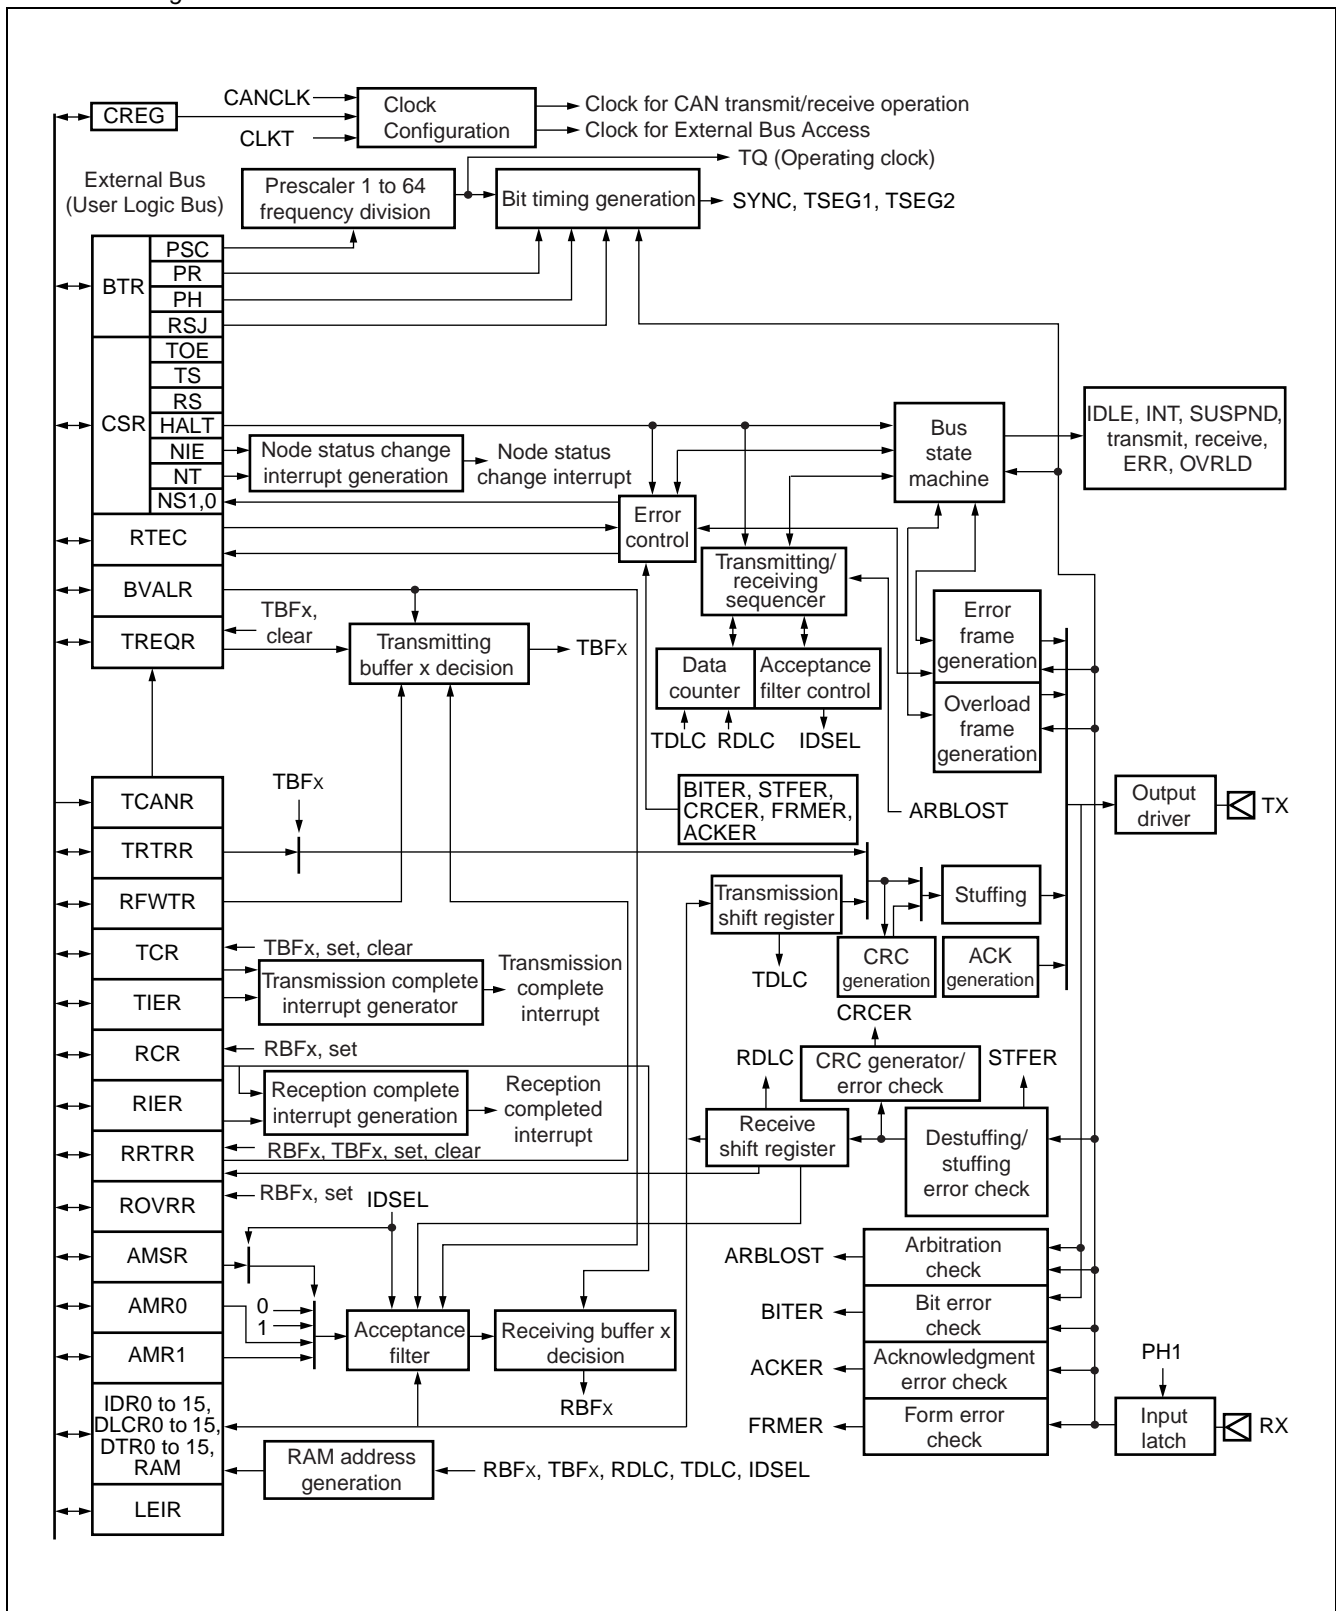 CANCLK
CREG
CLKT
Clock
Configuration
Clock for CAN transmit/receive operation
Clock for External Bus Access
TQ (Operating clock)
External Bus
(User Logic Bus)
Prescaler 1 to 64
frequency division
Bit timing generation
SYNC, TSEG1, TSEG2
BTR
PSC
PR
PH
RSJ
CSR
TOE
TS
RS
HALT
NIE
NT
NS1,0
Node status change
interrupt generation
Node status
change interrupt
Bus
state
machine
IDLE, INT, SUSPND,
transmit, receive,
ERR, OVRLD
RTEC
Error
control
BVALR
Transmitting/
receiving
sequencer
TREQR
TBFx,
clear
Transmitting
buffer x decision
TBFx
Data
counter
Acceptance
filter control
Error
frame
generation
Overload
frame
generation
TDLC
RDLC
IDSEL
TCANR
TBFx
BITER, STFER,
CRCER, FRMER,
ACKER
ARBLOST
Output
driver
TX
TRTRR
RFWTR
Transmission
shift register
Stuffing
TCR
TBFx, set, clear
Transmission complete
interrupt generator
Transmission
complete
interrupt
TDLC
CRC
generation
ACK
generation
TIER
CRCER
RCR
RBFx, set
RDLC
CRC generator/
error check
STFER
RIER
Reception complete
interrupt generation
Reception
completed
interrupt
Receive
shift register
Destuffing/
stuffing
error check
RRTRR
RBFx, TBFx, set, clear
ROVRR
RBFx, set
IDSEL
AMSR
ARBLOST
Arbitration
check
AMR0
0
1
Acceptance
filter
Receiving buffer x
decision
BITER
Bit error
check
AMR1
ACKER
Acknowledgment
error check
PH1
IDR0 to 15,
DLCR0 to 15,
DTR0 to 15,
RAM
RBFx
FRMER
Form error
check
Input
latch
RX
RAM address
generation
RBFx, TBFx, RDLC, TDLC, IDSEL
LEIR